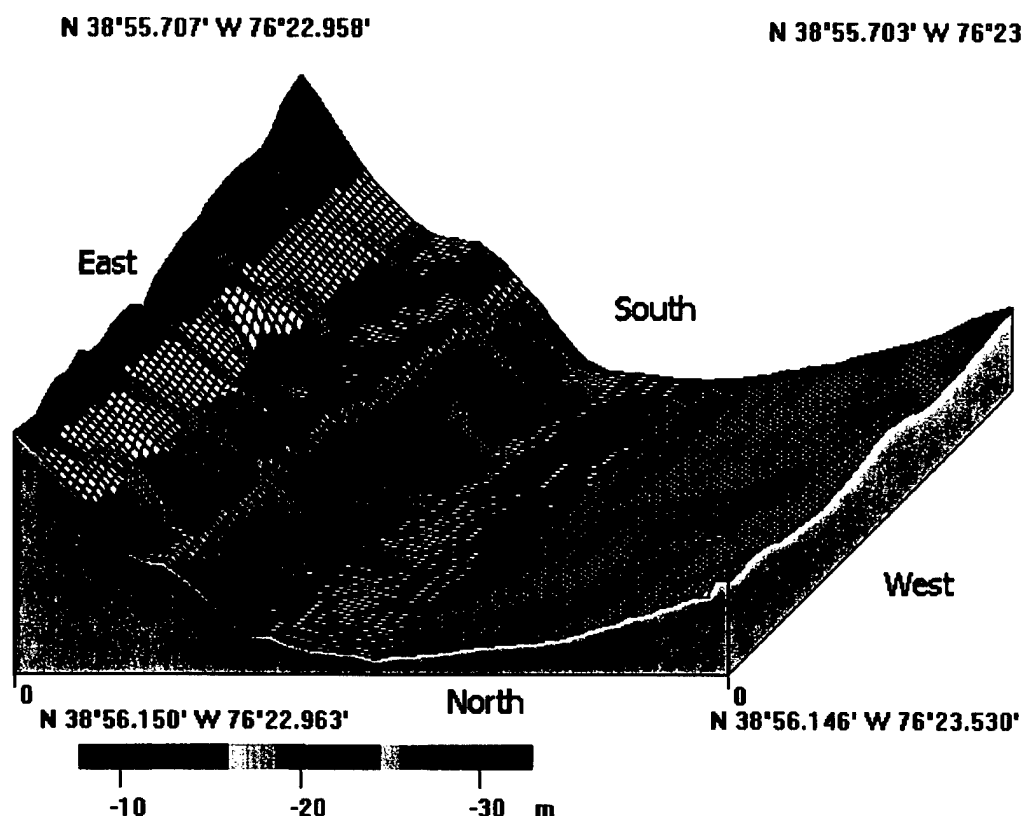 N 38°55.707' W 76°22.958'
N 38°55.703' W 76°23
East
South
West
North
0
0
N 38°56.150' W 76°22.963'
N 38°56.146' W 76°23.530'
-10
-20
-30
m